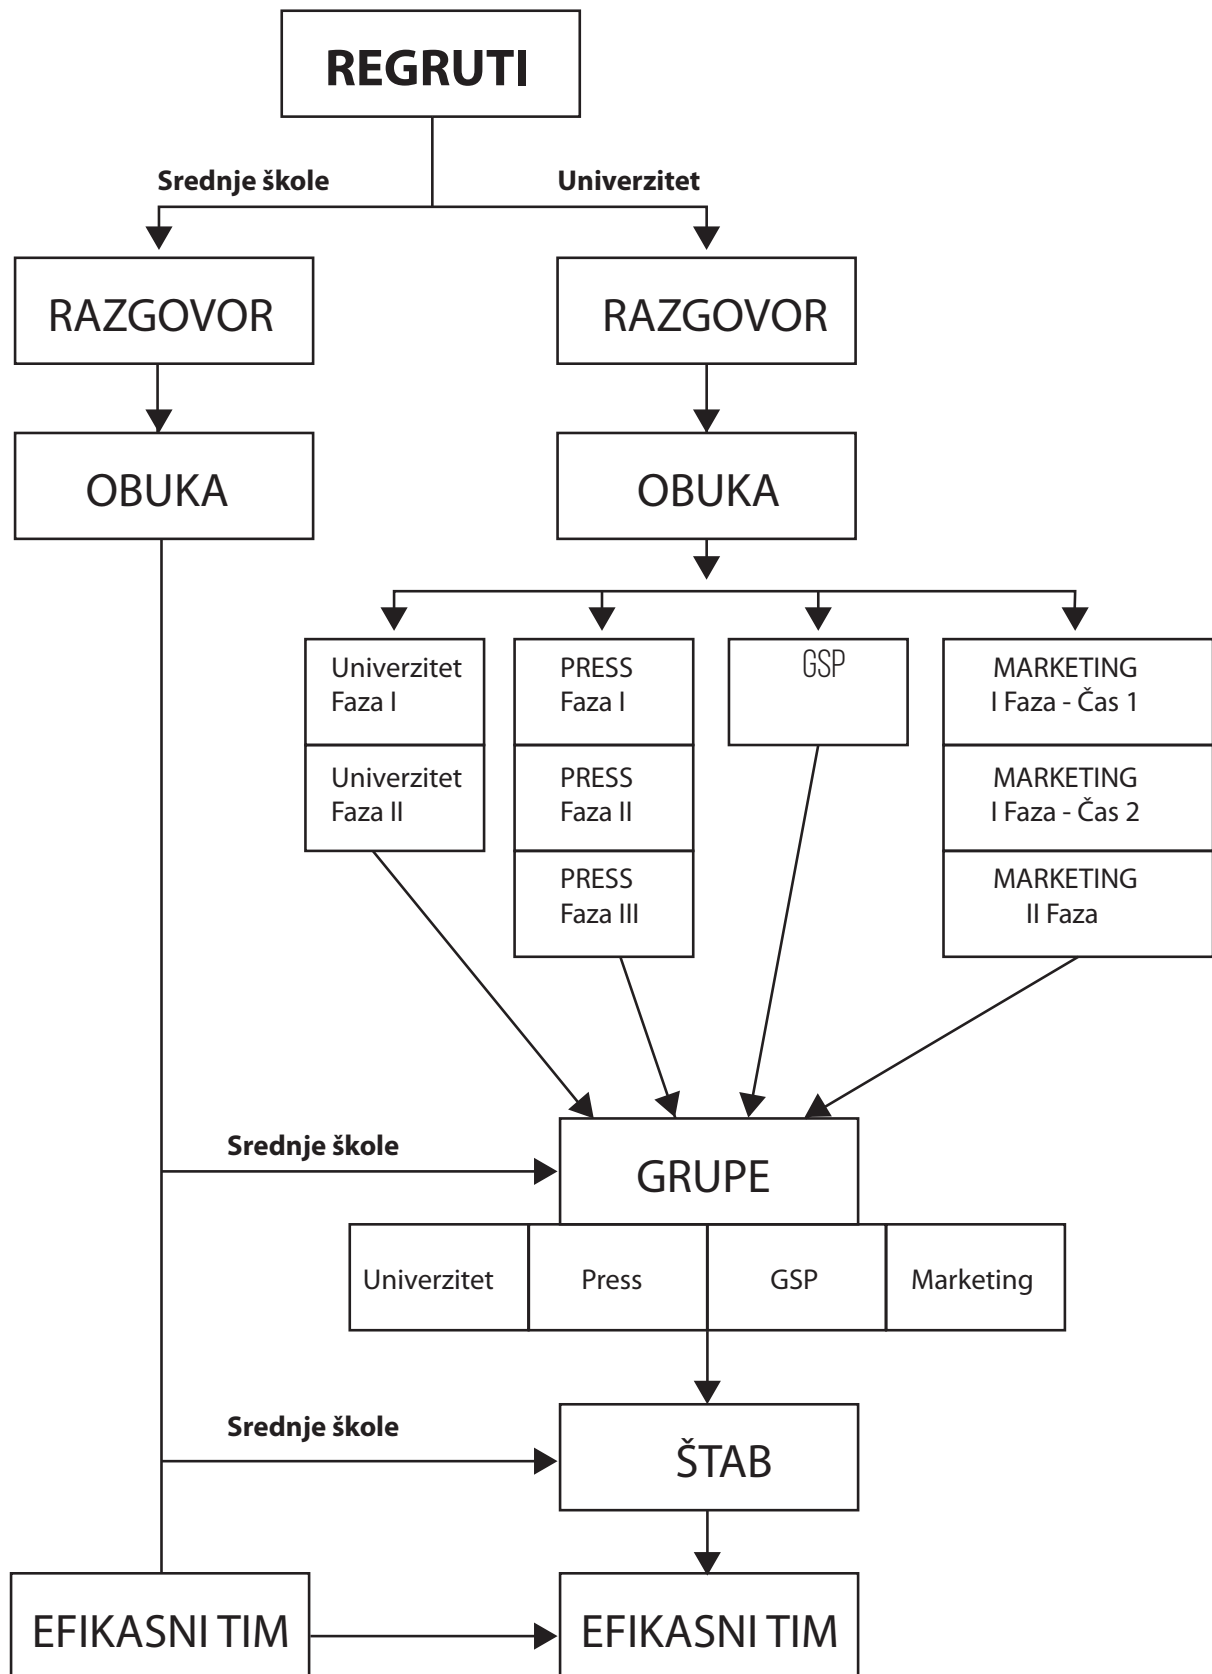 REGRUTI
Srednje škole
Univerzitet
RAZGOVOR
RAZGOVOR
OBUKA
OBUKA
Univerzitet
Faza I
PRESS
Faza I
GSP
MARKETING
I Faza - Čas 1
Univerzitet
Faza II
PRESS
Faza II
MARKETING
I Faza - Čas 2
PRESS
Faza III
MARKETING
II Faza
Srednje škole
GRUPE
Univerzitet
Press
GSP
Marketing
Srednje škole
ŠTAB
EFIKASNI TIM
EFIKASNI TIM